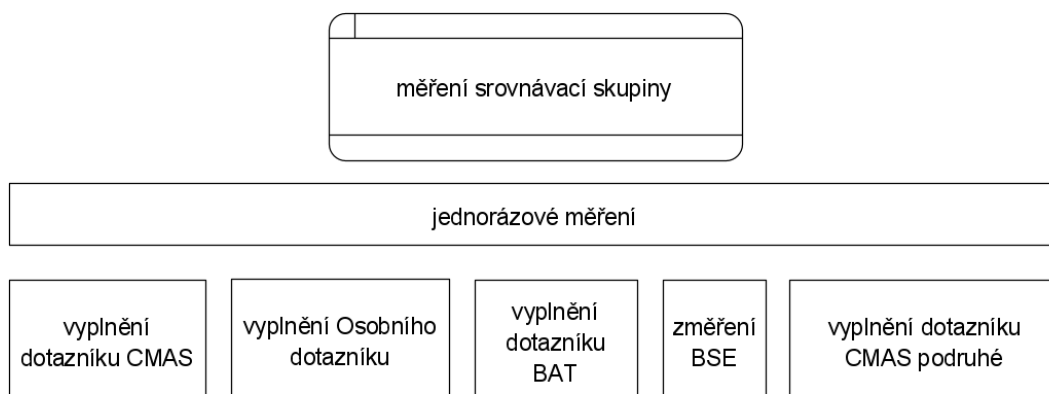 měření srovnávací skupiny
jednorázové měření
vyplnění
dotazníku CMAS
vyplnění Osobního
dotazníku
vyplnění
dotazníku
BAT
změření
BSE
vyplnění dotazníku
CMAS podruhé